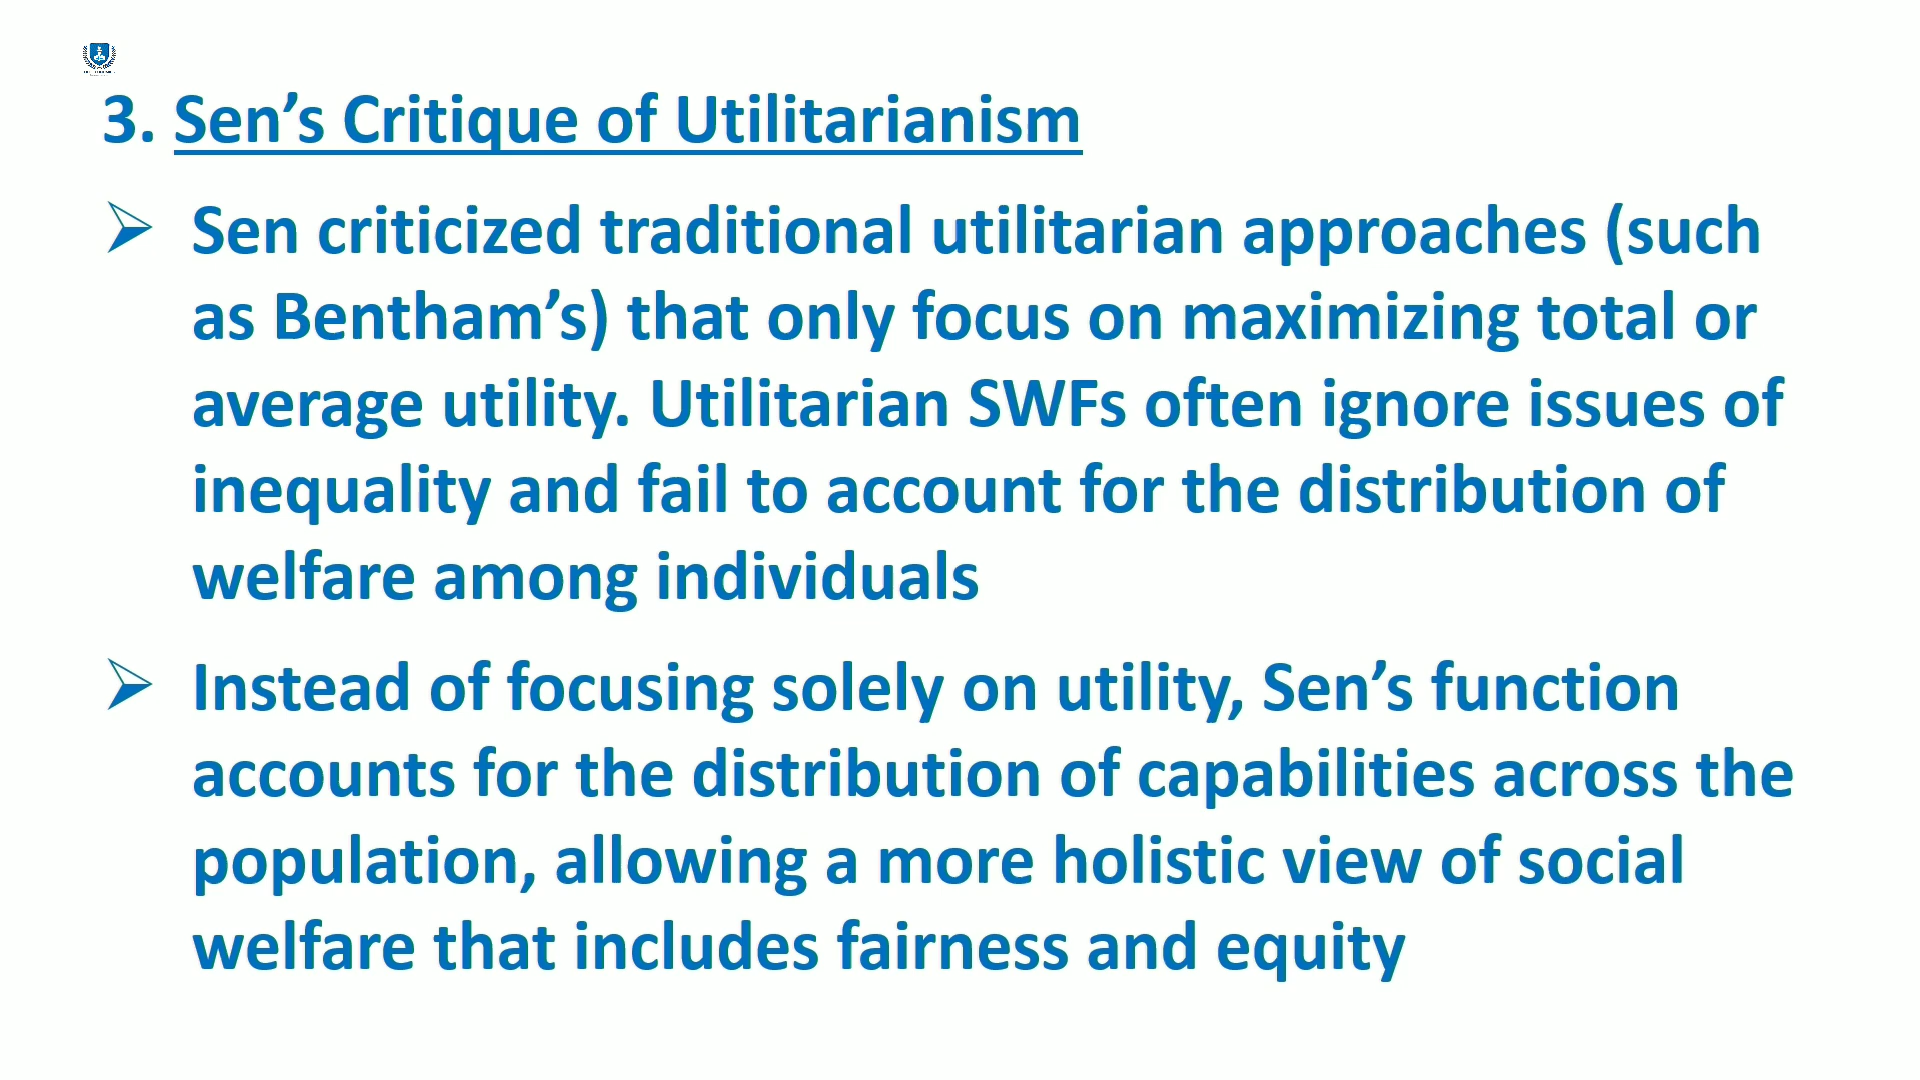 3. Sen’s Critique of Utilitarianism
➢ Sen criticized traditional utilitarian approaches (such
as Bentham’s) that only focus on maximizing total or
average utility. Utilitarian SWFs often ignore issues of
inequality and fail to account for the distribution of
welfare among individuals
➢ Instead of focusing solely on utility, Sen’s function
accounts for the distribution of capabilities across the
population, allowing a more holistic view of social
welfare that includes fairness and equity